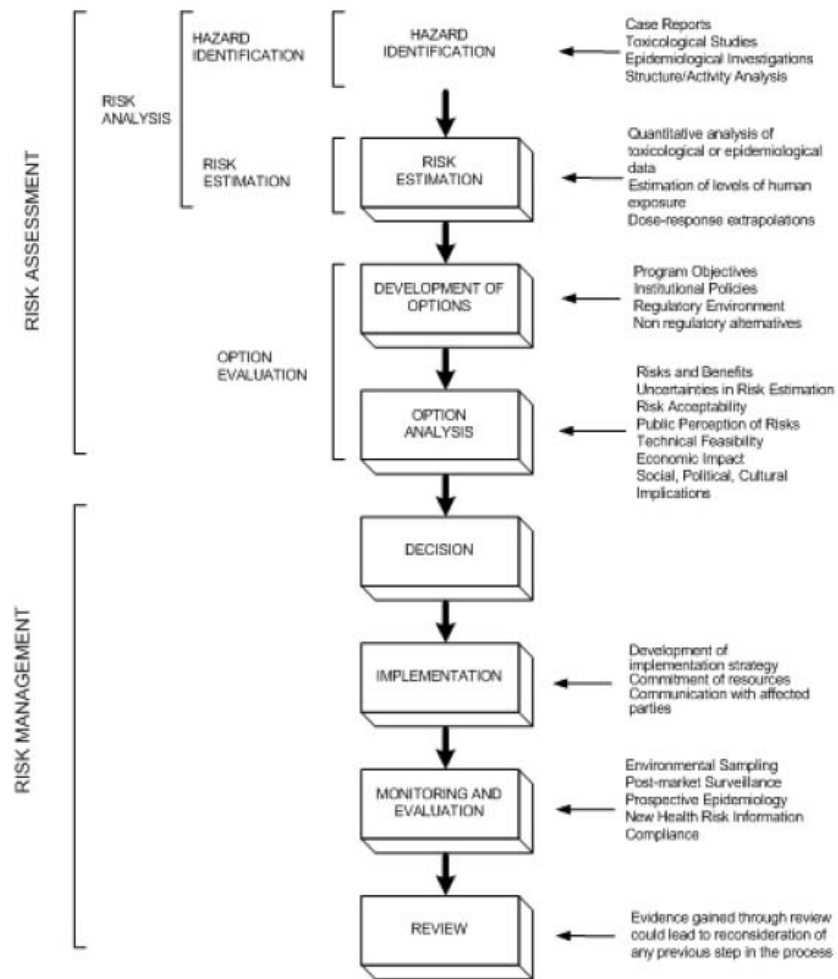 RISK ASSESSMENT
RISK
ANALYSIS
HAZARD
IDENTIFICATION
HAZARD
IDENTIFICATION
Case Reports
Toxicological Studies
Epidemiological Investigations
Structure/Activity Analysis
RISK
ESTIMATION
RISK
ESTIMATION
Quantitative analysis of
toxicological or epidemiological
data
Estimation of levels of human
exposure
Dose-response extrapolations
OPTION
EVALUATION
DEVELOPMENT OF
OPTIONS
Program Objectives
Institutional Policies
Regulatory Environment
Non regulatory alternatives
OPTION
ANALYSIS
Risks and Benefits
Uncertainties in Risk Estimation
Risk Acceptability
Public Perception of Risks
Technical Feasibility
Economic Impact
Social, Political, Cultural
Implications
RISK MANAGEMENT
DECISION
IMPLEMENTATION
Development of
implementation strategy
Commitment of resources
Communication with affected
parties
MONITORING AND
EVALUATION
Environmental Sampling
Post-market Surveillance
Prospective Epidemiology
New Health Risk Information
Compliance
REVIEW
Evidence gained through review
could lead to reconsideration of
any previous step in the process